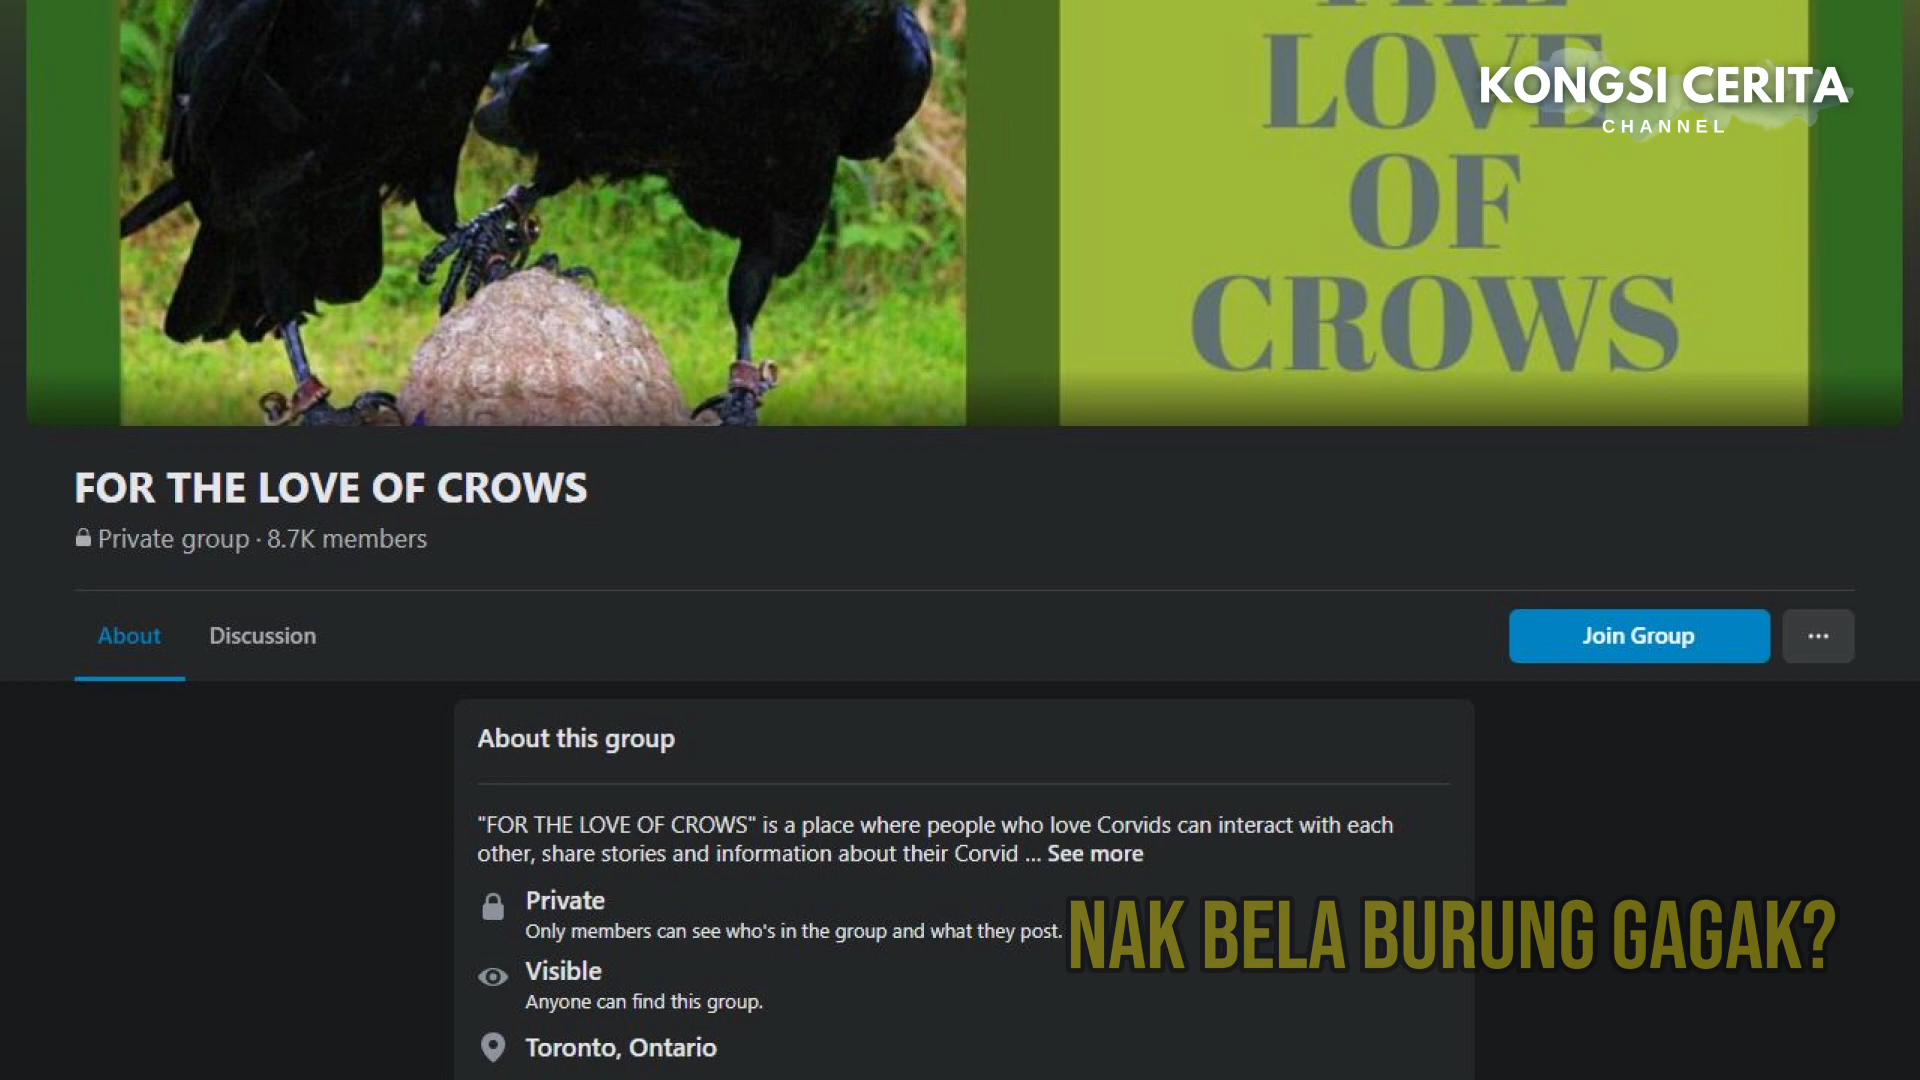 THE
LOVE
OF
CROWS
KONGSI CERITA
CHANNEL
FOR THE LOVE OF CROWS
Private group · 8.7K members
About
Discussion
Join Group
...
About this group
"FOR THE LOVE OF CROWS" is a place where people who love Corvids can interact with each
other, share stories and information about their Corvid ... See more
Private
Only members can see who's in the group and what they post.
NAK BELA BURUNG GAGAK?
Visible
Anyone can find this group.
Toronto, Ontario